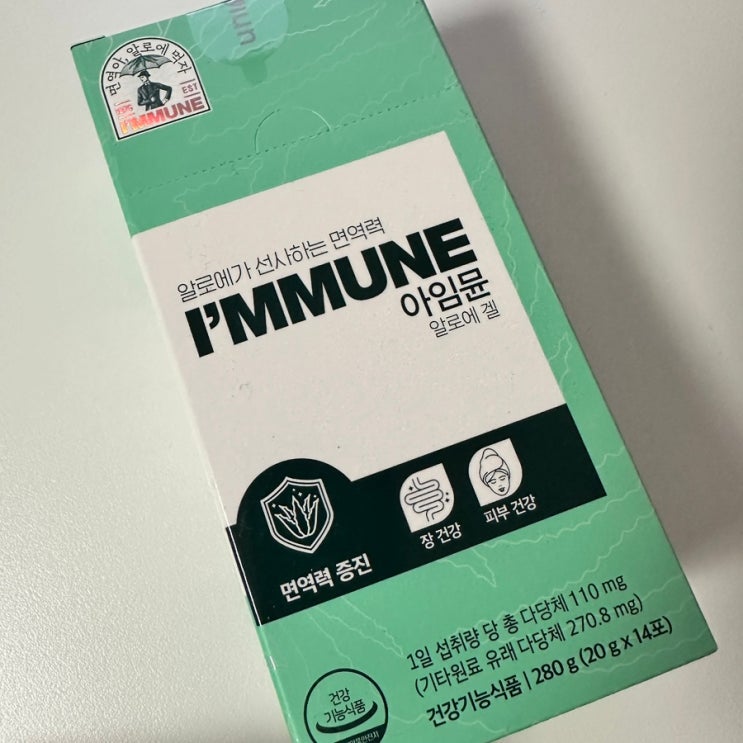 면역아, 알로에 먹자
EST
I'MMUNE
알로에가 선사하는 면역력
I'MMUNE
아임뮨
알로에 겔
면역력 증진
장 건강
피부 건강
1일 섭취량 당 총 다당체 110 mg
(기타원료 유래 다당체 270.8 mg)
건강기능식품 | 280 g (20 g x 14포)
건강
기능식품